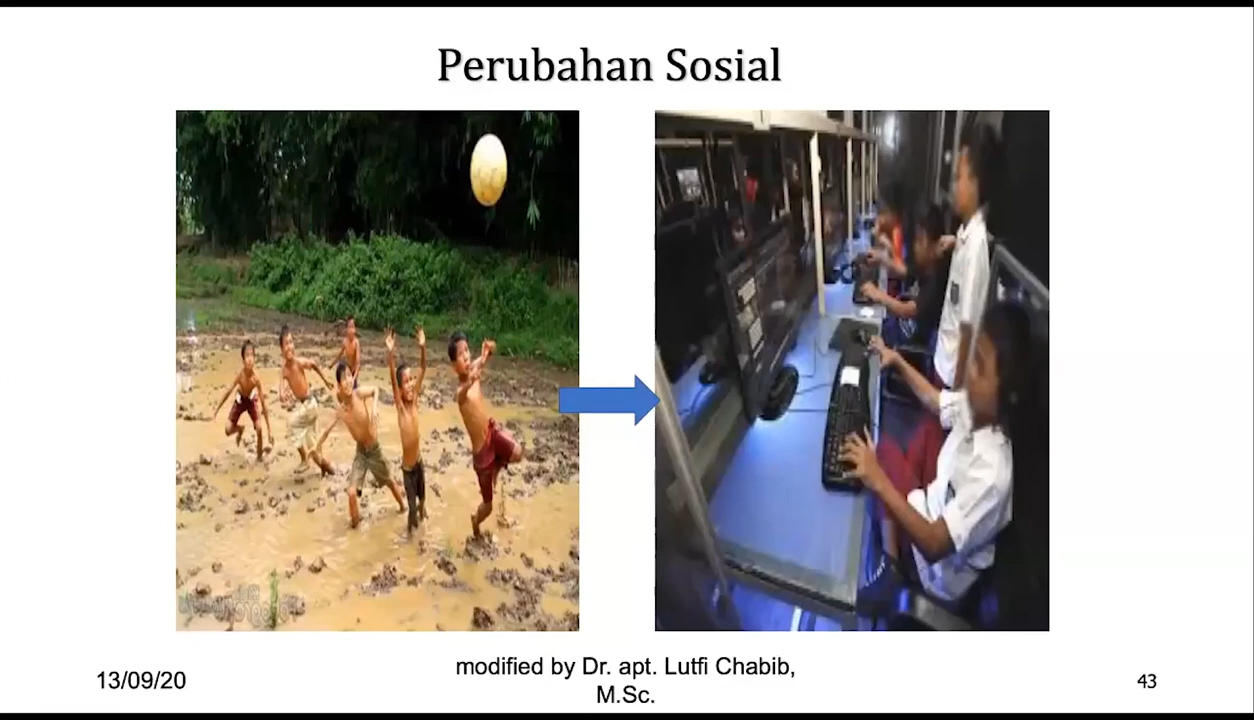 Perubahan Sosial
13/09/20
modified by Dr. apt. Lutfi Chabib,
M.Sc.
43